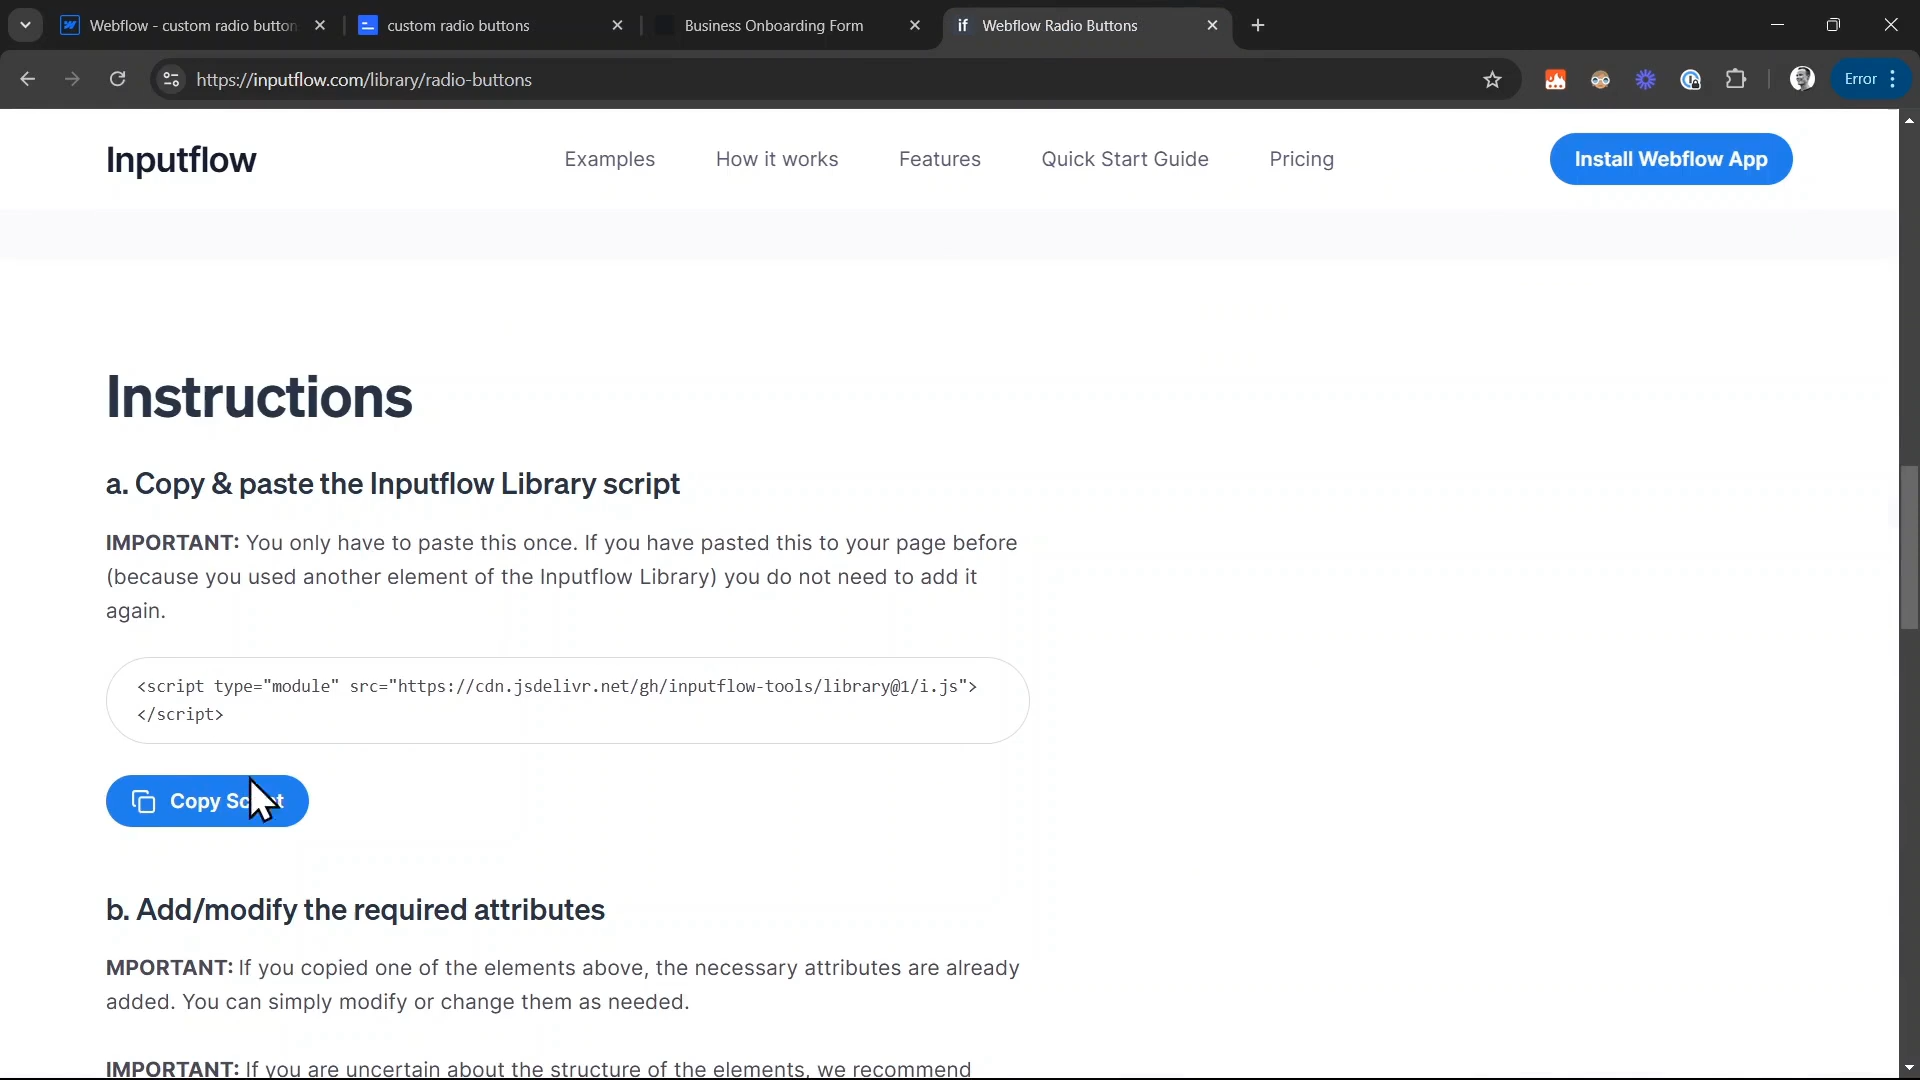 Webflow - custom radio button
custom radio buttons
Business Onboarding Form
if Webflow Radio Buttons
https://inputflow.com/library/radio-buttons
Error
Inputflow
Examples
How it works
Features
Quick Start Guide
Pricing
Install Webflow App
Instructions
a. Copy & paste the Inputflow Library script
IMPORTANT: You only have to paste this once. If you have pasted this to your page before
(because you used another element of the Inputflow Library) you do not need to add it
again.
<script type="module" src="https://cdn.jsdelivr.net/gh/inputflow-tools/library@1/i.js">
</script>
Copy Script
b. Add/modify the required attributes
MPORTANT: If you copied one of the elements above, the necessary attributes are already
added. You can simply modify or change them as needed.
IMPORTANT: If you are uncertain about the structure of the elements, we recommend